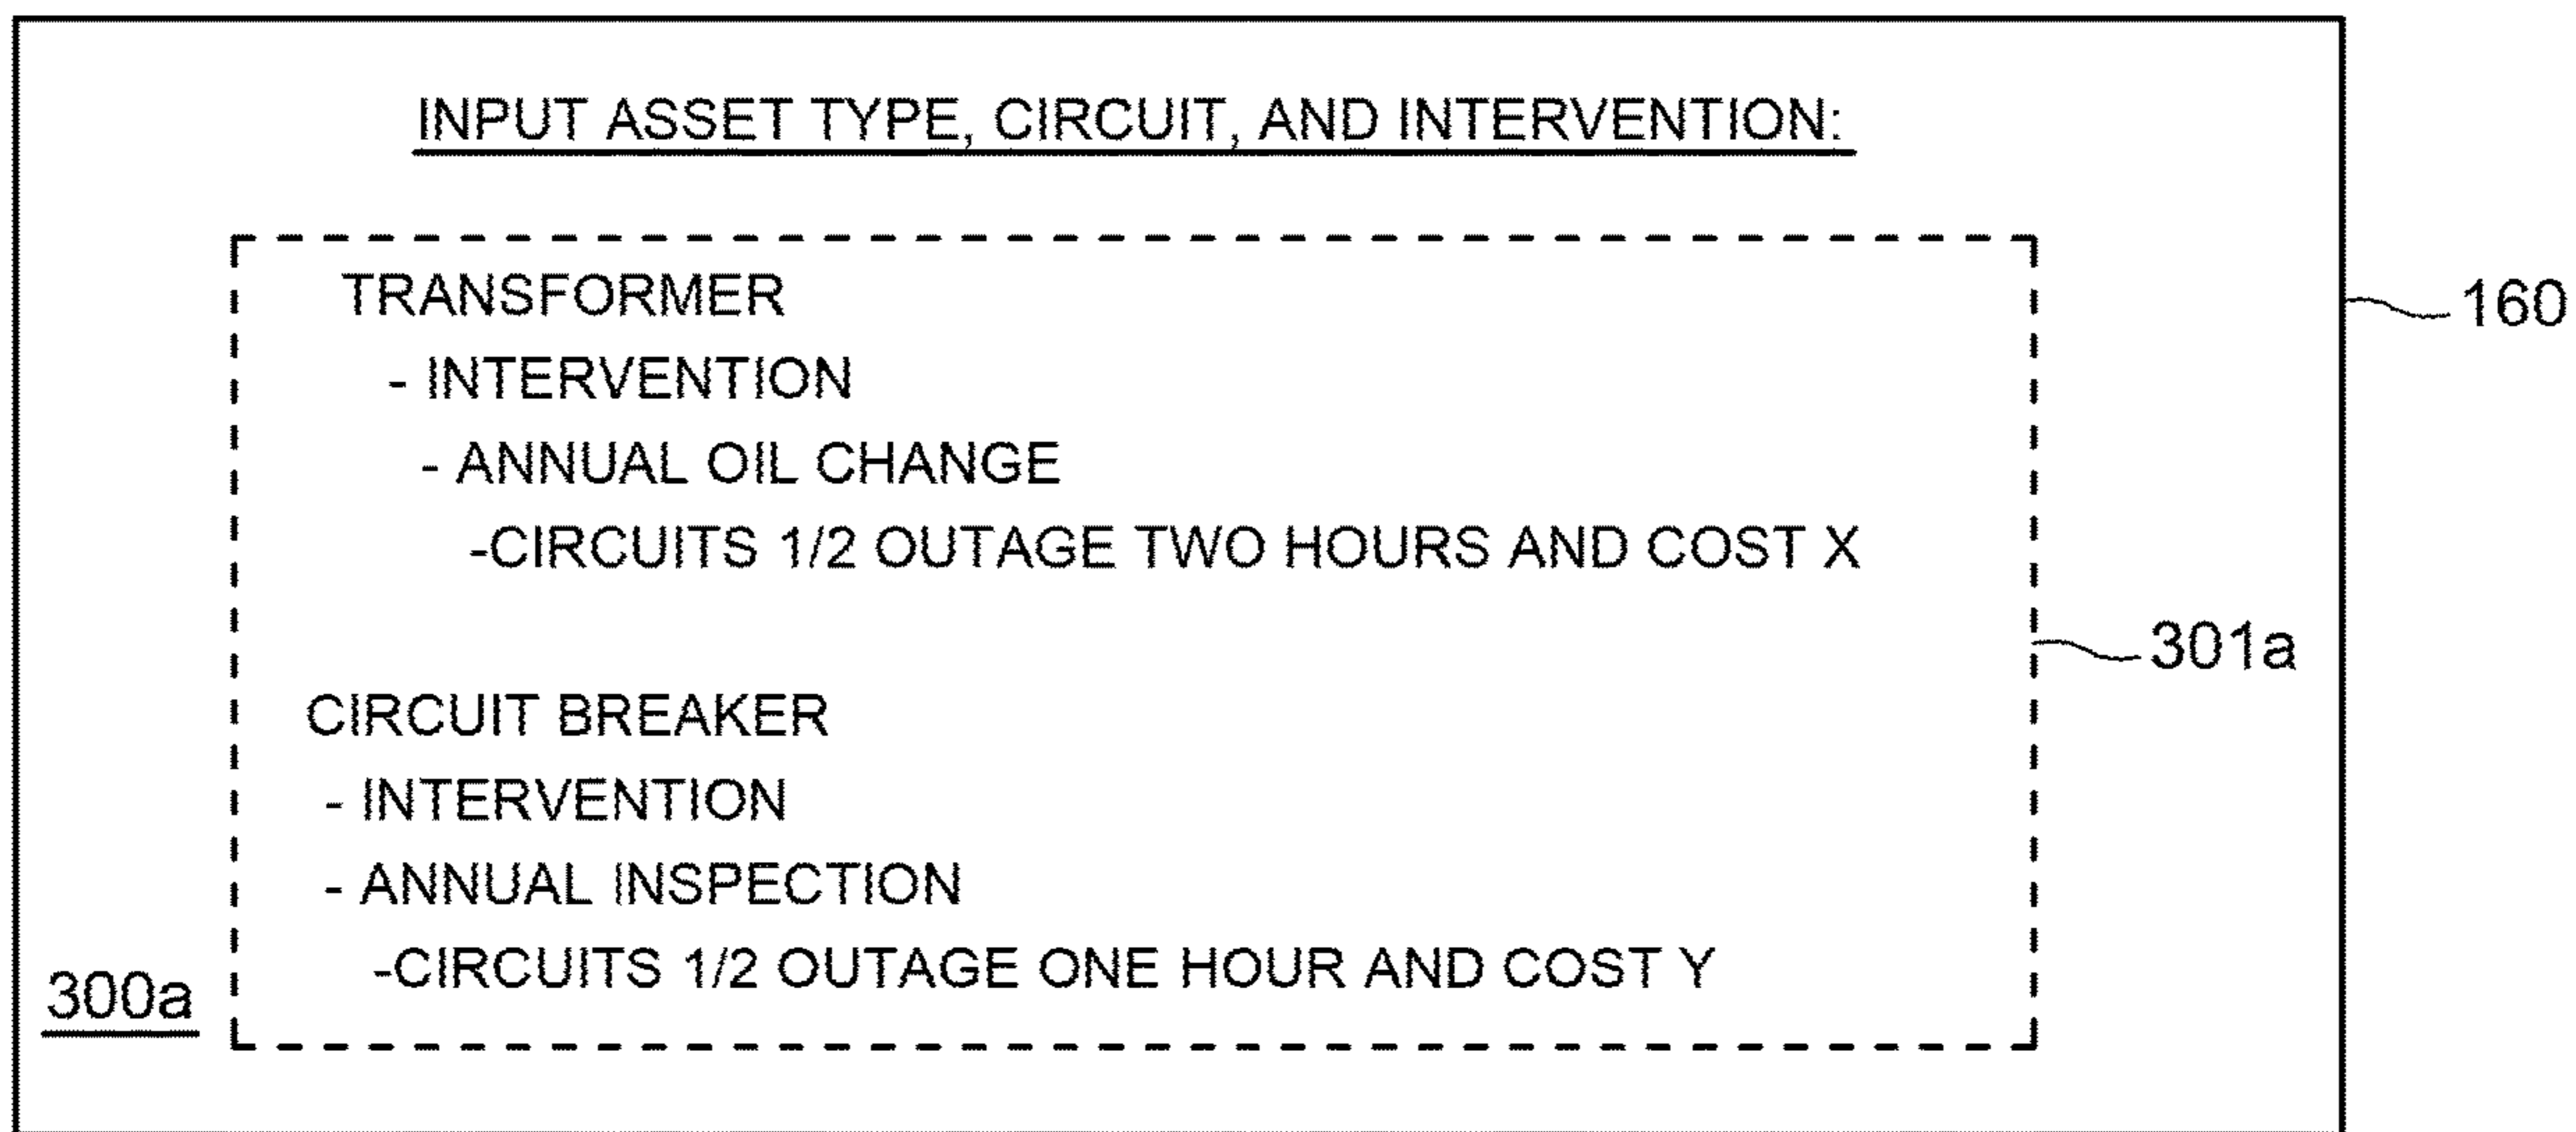 INPUT ASSET TYPE, CIRCUIT, AND INTERVENTION:
TRANSFORMER
- INTERVENTION
- ANNUAL OIL CHANGE
-CIRCUITS 1/2 OUTAGE TWO HOURS AND COST X
CIRCUIT BREAKER
- INTERVENTION
- ANNUAL INSPECTION
-CIRCUITS 1/2 OUTAGE ONE HOUR AND COST Y
300a
160
301a